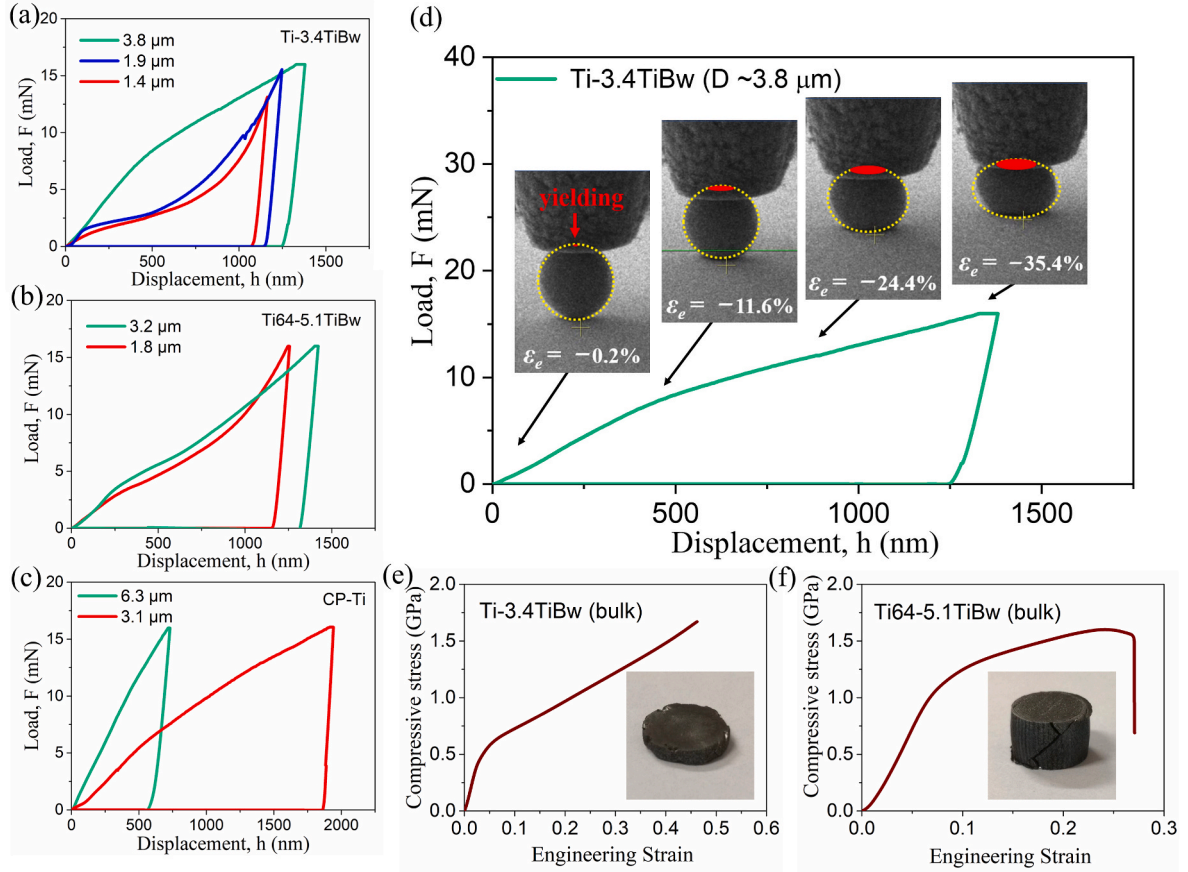 (a)
20
15
10
5
0
Load, F (mN)
3.8 μm
1.9 μm
1.4 μm
Ti-3.4TiBw
0 500 1000 1500
Displacement, h (nm)
(b)
20
15
10
5
0
Load, F (mN)
3.2 μm
1.8 μm
Ti64-5.1TiBw
0 500 1000 1500
Displacement, h (nm)
(c)
20
15
10
5
0
Load, F (mN)
6.3 μm
3.1 μm
CP-Ti
0 500 1000 1500 2000
Displacement, h (nm)
(d)
40
30
20
10
0
Load, F (mN)
Ti-3.4TiBw (D ~3.8 μm)
yielding
εe = −0.2%
εe = −11.6%
εe = −24.4%
εe = −35.4%
0 500 1000 1500
Displacement, h (nm)
(e)
2.0
1.5
1.0
0.5
0.0
Compressive stress (GPa)
Ti-3.4TiBw (bulk)
0.0 0.1 0.2 0.3 0.4 0.5 0.6
Engineering Strain
(f)
2.0
1.5
1.0
0.5
0.0
Compressive stress (GPa)
Ti64-5.1TiBw (bulk)
0.0 0.1 0.2 0.3
Engineering Strain